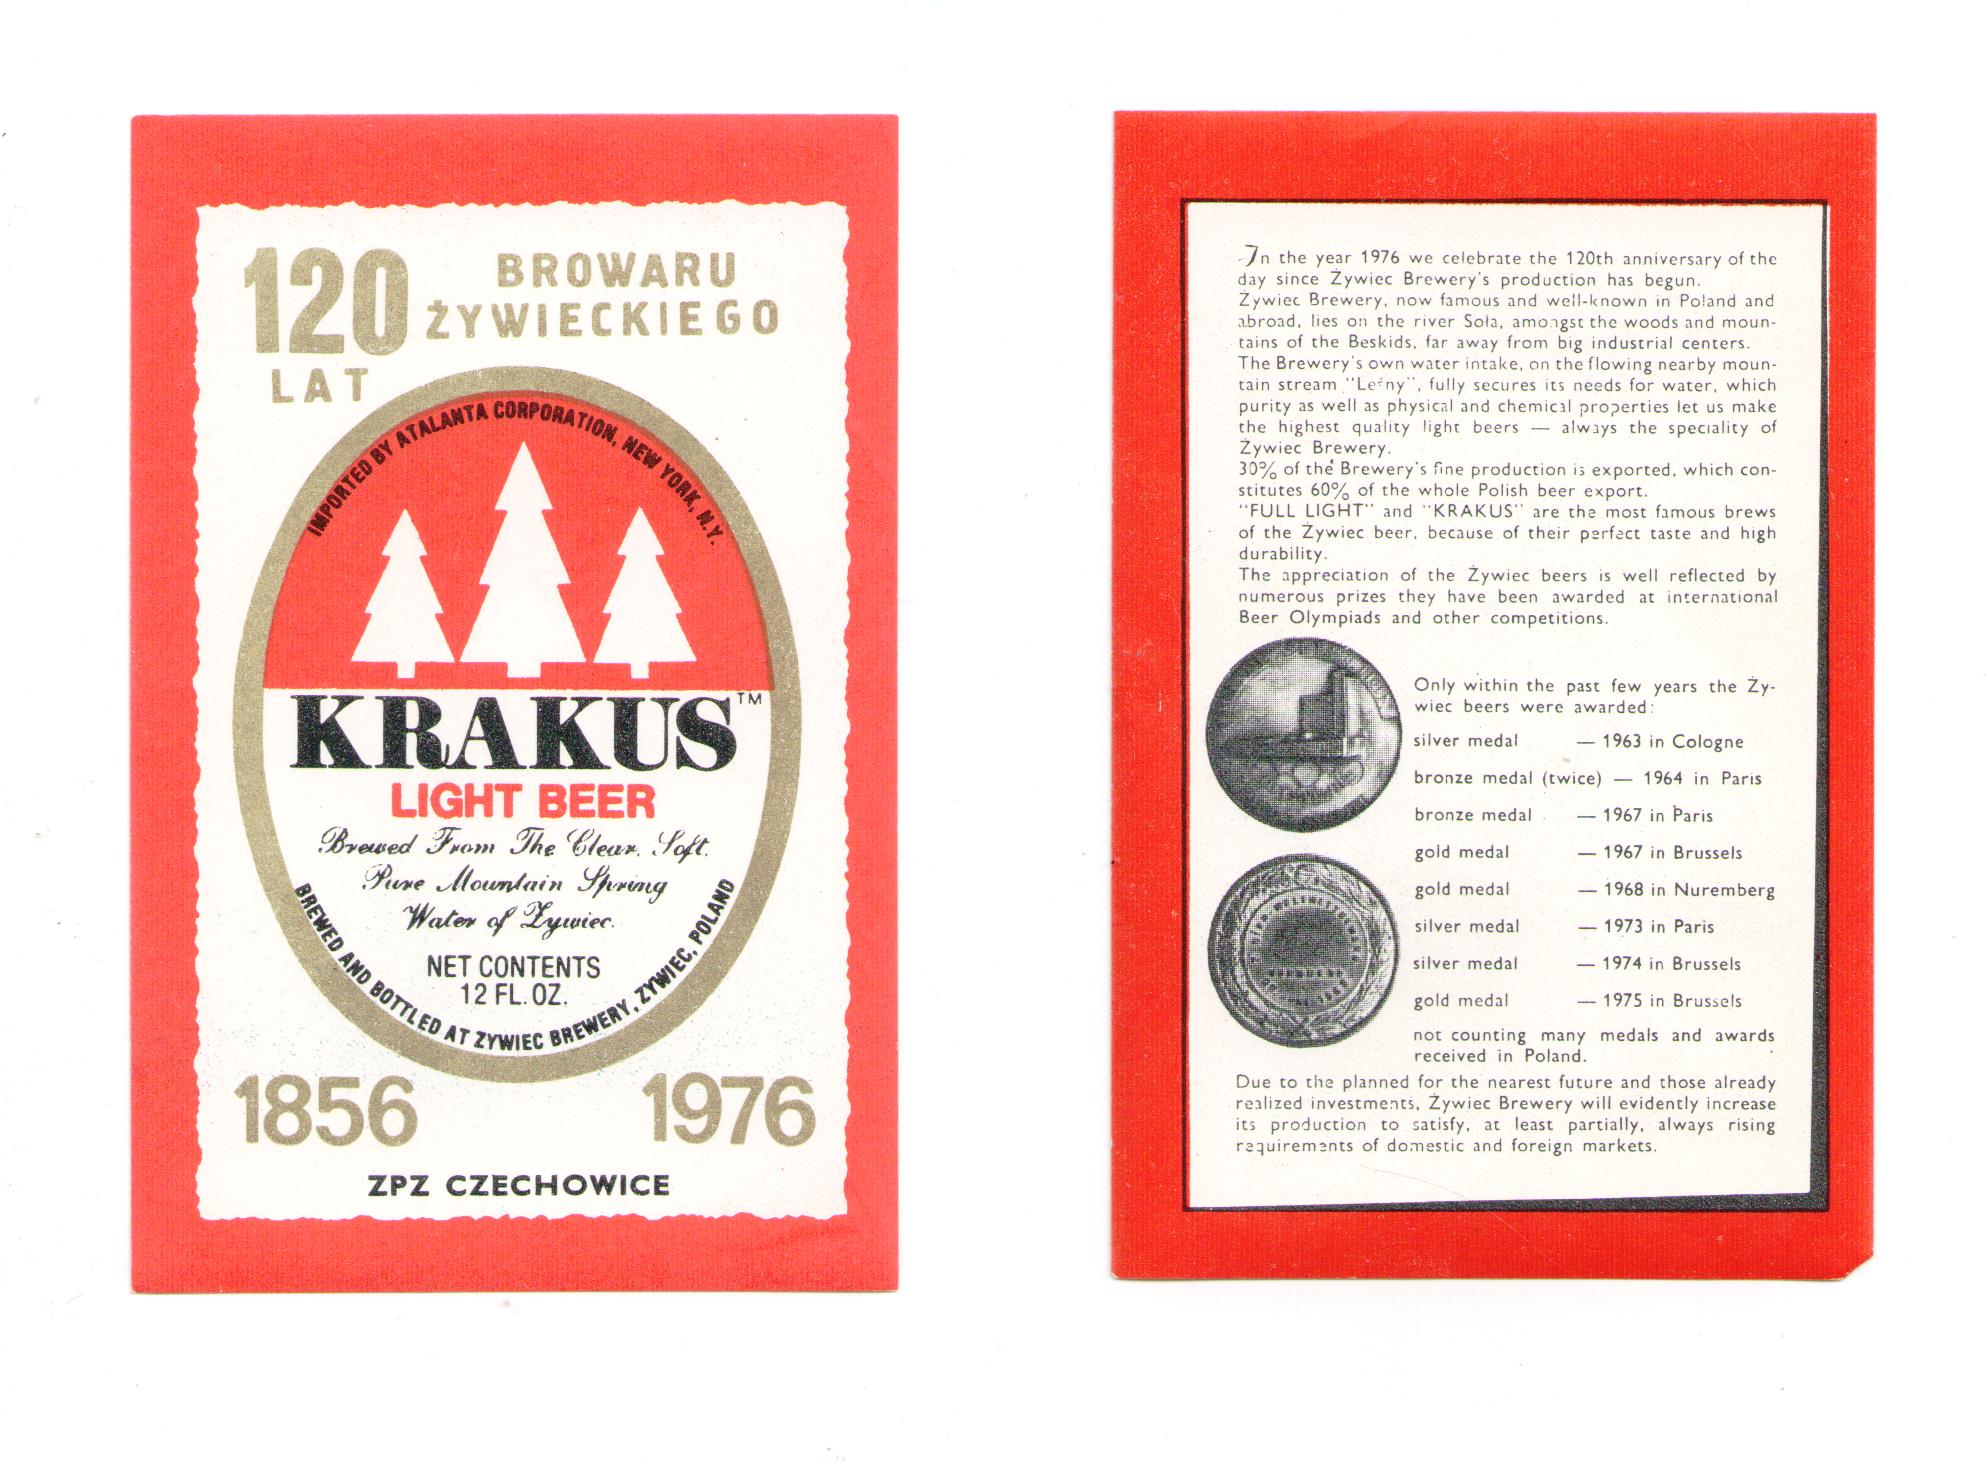 120
LAT
BROWARU
ŻYWIECKIEGO
IMPORTED BY ATALANTA CORPORATION, NEW YORK, N.Y.
KRAKUS™
LIGHT BEER
Brewed From The Clear, Soft,
Pure Mountain Spring
Water of Żywiec.
NET CONTENTS
12 FL. OZ.
BREWED AND BOTTLED AT ZYWIEC BREWERY, ZYWIEC, POLAND
1856 1976
ZPZ CZECHOWICE
In the year 1976 we celebrate the 120th anniversary of the
day since Żywiec Brewery's production has begun.
Żywiec Brewery, now famous and well-known in Poland and
abroad, lies on the river Soła, amongst the woods and moun-
tains of the Beskids, far away from big industrial centers.
The Brewery's own water intake, on the flowing nearby moun-
tain stream "Leśny", fully secures its needs for water, which
purity as well as physical and chemical properties let us make
the highest quality light beers — always the speciality of
Żywiec Brewery.
30% of the Brewery's fine production is exported, which con-
stitutes 60% of the whole Polish beer export.
"FULL LIGHT" and "KRAKUS" are the most famous brews
of the Żywiec beer, because of their perfect taste and high
durability.
The appreciation of the Żywiec beers is well reflected by
numerous prizes they have been awarded at international
Beer Olympiads and other competitions.
Only within the past few years the Ży-
wiec beers were awarded:
silver medal — 1963 in Cologne
bronze medal (twice) — 1964 in Paris
bronze medal — 1967 in Paris
gold medal — 1967 in Brussels
gold medal — 1968 in Nuremberg
silver medal — 1973 in Paris
silver medal — 1974 in Brussels
gold medal — 1975 in Brussels
not counting many medals and awards
received in Poland.
Due to the planned for the nearest future and those already
realized investments, Żywiec Brewery will evidently increase
its production to satisfy, at least partially, always rising
requirements of domestic and foreign markets.